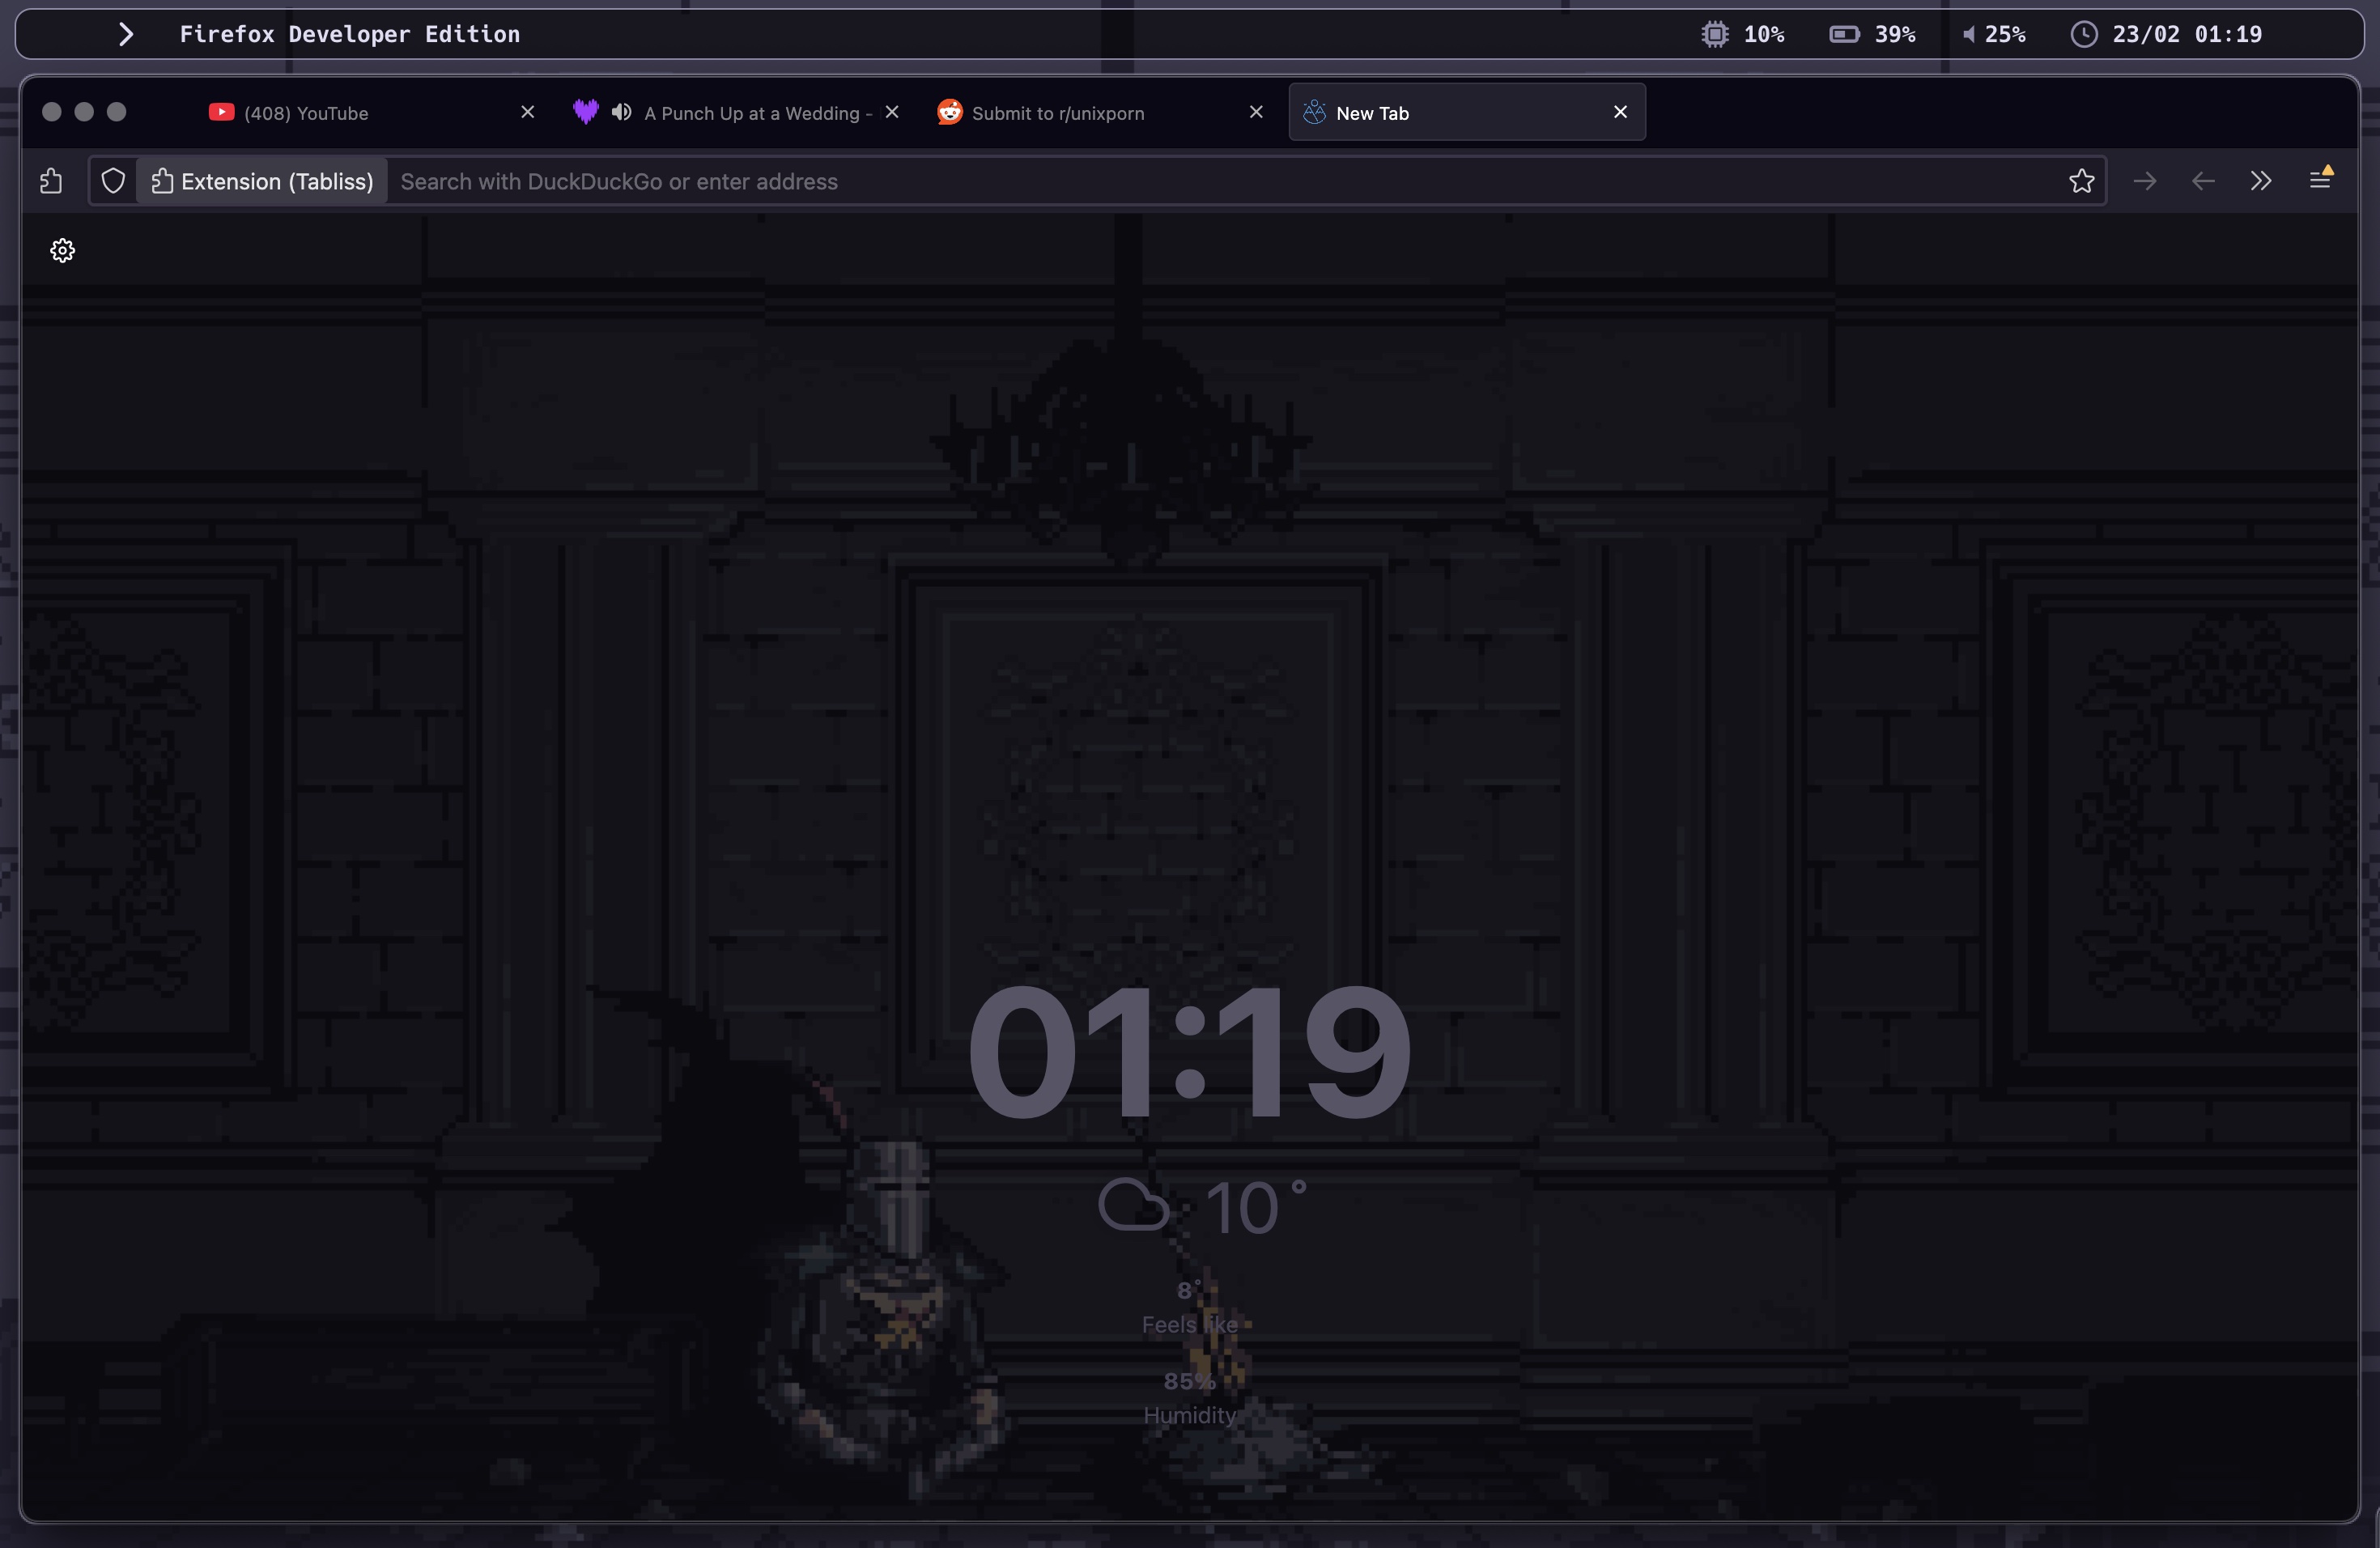 Firefox Developer Edition
10%
39%
25%
23/02 01:19
(408) YouTube
A Punch Up at a Wedding -
Submit to r/unixporn
New Tab
Extension (Tabliss)
Search with DuckDuckGo or enter address
01:19
10°
8°
Feels like
85%
Humidity